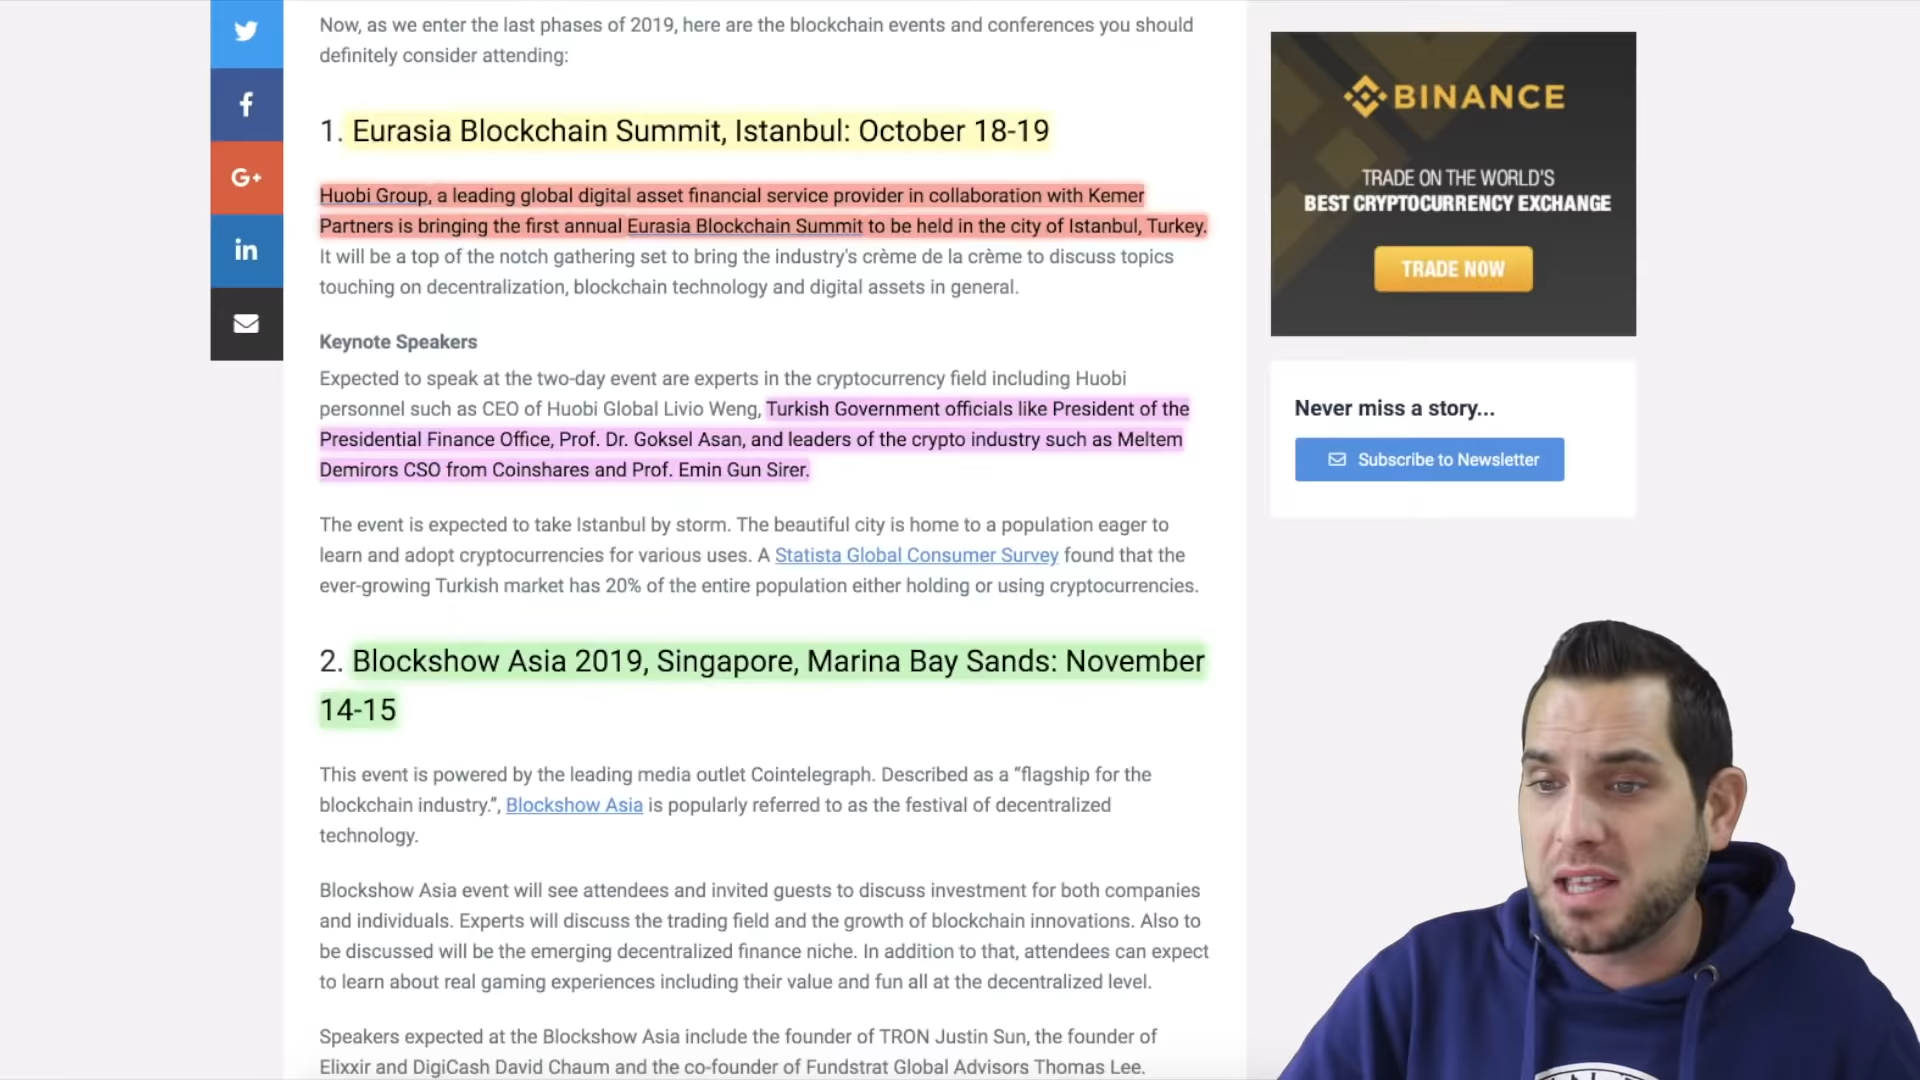 Now, as we enter the last phases of 2019, here are the blockchain events and conferences you should
definitely consider attending:
1. Eurasia Blockchain Summit, Istanbul: October 18-19
Huobi Group, a leading global digital asset financial service provider in collaboration with Kemer
Partners is bringing the first annual Eurasia Blockchain Summit to be held in the city of Istanbul, Turkey.
It will be a top of the notch gathering set to bring the industry's crème de la crème to discuss topics
touching on decentralization, blockchain technology and digital assets in general.
Keynote Speakers
Expected to speak at the two-day event are experts in the cryptocurrency field including Huobi
personnel such as CEO of Huobi Global Livio Weng, Turkish Government officials like President of the
Presidential Finance Office, Prof. Dr. Goksel Asan, and leaders of the crypto industry such as Meltem
Demirors CSO from Coinshares and Prof. Emin Gun Sirer.
The event is expected to take Istanbul by storm. The beautiful city is home to a population eager to
learn and adopt cryptocurrencies for various uses. A Statista Global Consumer Survey found that the
ever-growing Turkish market has 20% of the entire population either holding or using cryptocurrencies.
2. Blockshow Asia 2019, Singapore, Marina Bay Sands: November
14-15
This event is powered by the leading media outlet Cointelegraph. Described as a “flagship for the
blockchain industry.”, Blockshow Asia is popularly referred to as the festival of decentralized
technology.
Blockshow Asia event will see attendees and invited guests to discuss investment for both companies
and individuals. Experts will discuss the trading field and the growth of blockchain innovations. Also to
be discussed will be the emerging decentralized finance niche. In addition to that, attendees can expect
to learn about real gaming experiences including their value and fun all at the decentralized level.
Speakers expected at the Blockshow Asia include the founder of TRON Justin Sun, the founder of
Elixxir and DigiCash David Chaum and the co-founder of Fundstrat Global Advisors Thomas Lee.
BINANCE
TRADE ON THE WORLD'S
BEST CRYPTOCURRENCY EXCHANGE
TRADE NOW
Never miss a story...
Subscribe to Newsletter
f
G+
in